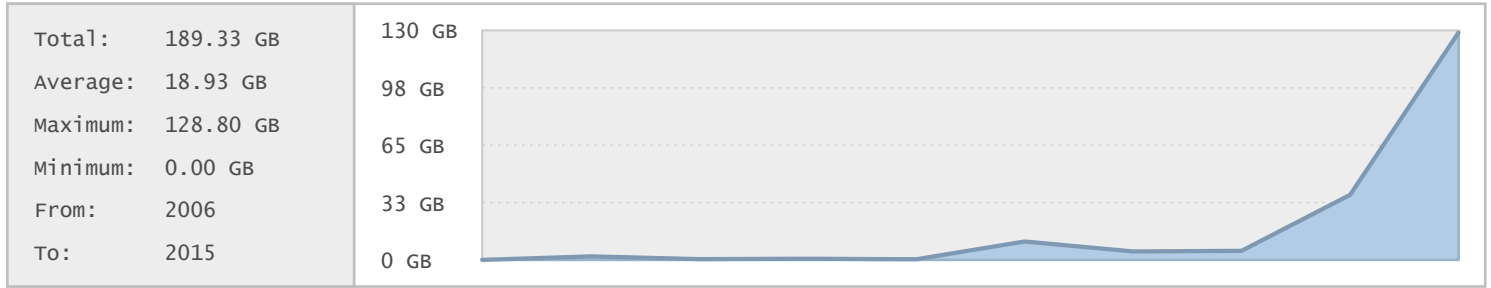 Total: 189.33 GB
Average: 18.93 GB
Maximum: 128.80 GB
Minimum: 0.00 GB
From: 2006
To: 2015
130 GB
98 GB
65 GB
33 GB
0 GB